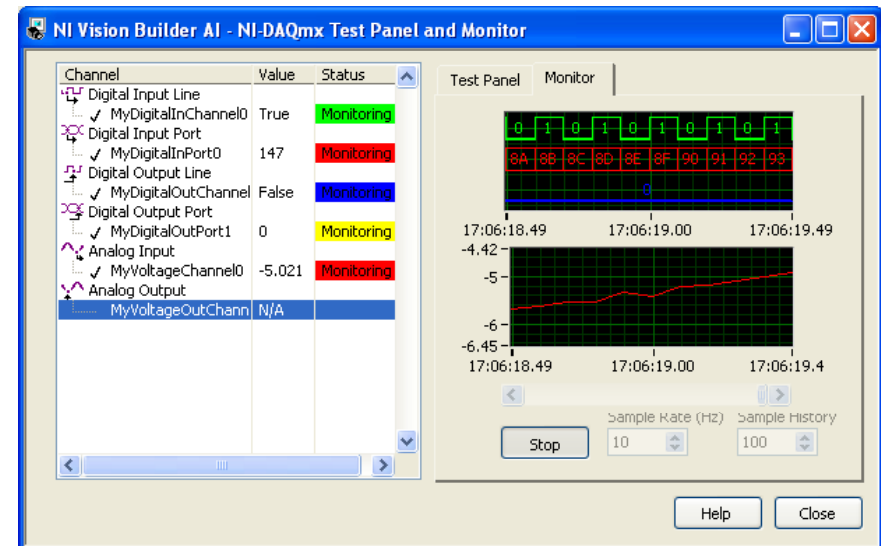 NI Vision Builder AI - NI-DAQmx Test Panel and Monitor
Channel Value Status
Digital Input Line
MyDigitalInChannel0 True Monitoring
Digital Input Port
MyDigitalInPort0 147 Monitoring
Digital Output Line
MyDigitalOutChannel False Monitoring
Digital Output Port
MyDigitalOutPort1 0 Monitoring
Analog Input
MyVoltageChannel0 -5.021 Monitoring
Analog Output
MyVoltageOutChann N/A
Test Panel Monitor
0 1 0 1 0 1 0 1 0 1
8A 8B 8C 8D 8E 8F 90 91 92 93
0
17:06:18.49 17:06:19.00 17:06:19.49
-4.42
-5
-6
-6.45
17:06:18.49 17:06:19.00 17:06:19.4
Sample Rate (Hz) Sample History
Stop 10 100
Help Close